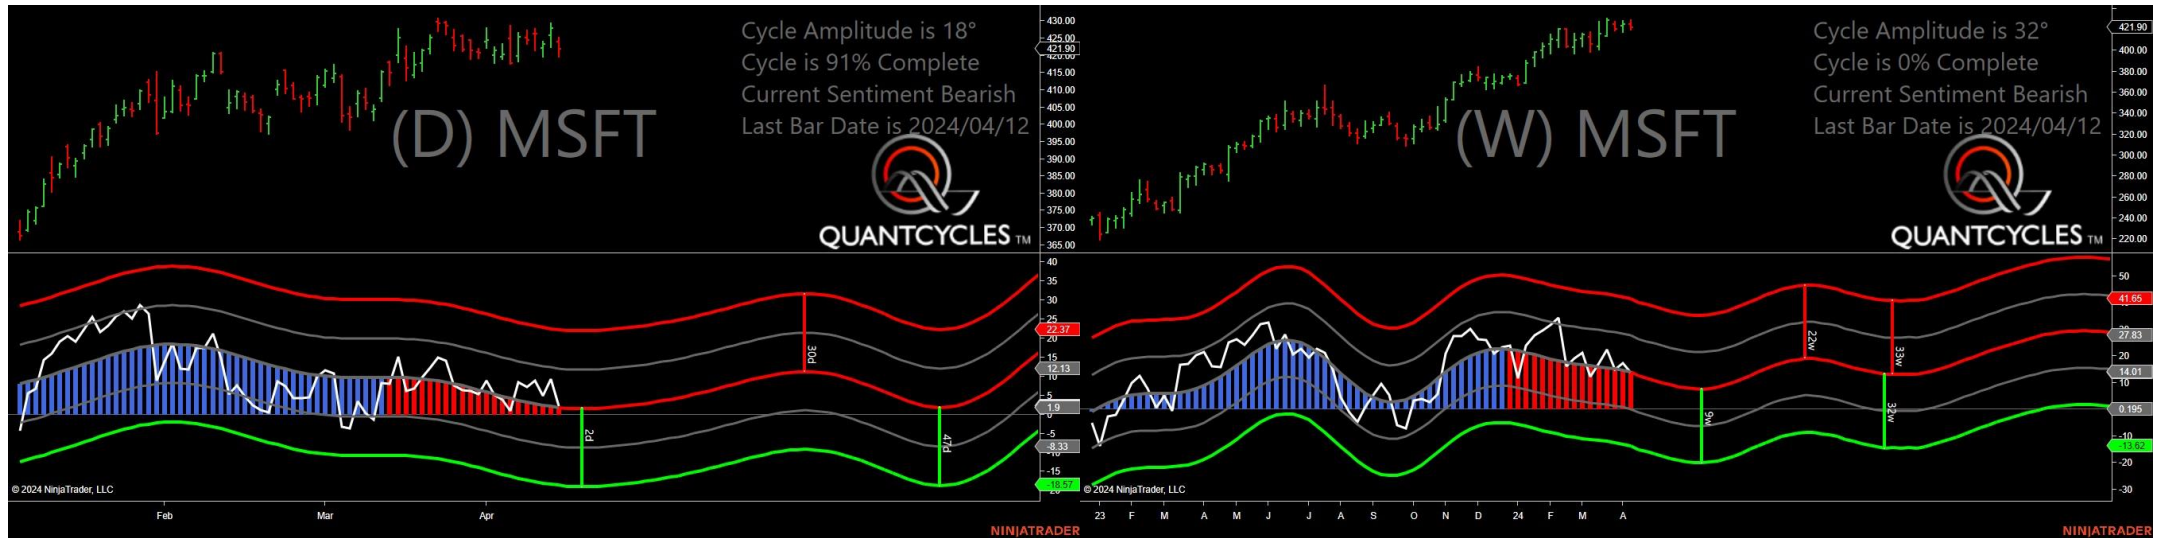 Cycle Amplitude is 18°
Cycle is 91% Complete
Current Sentiment Bearish
Last Bar Date is 2024/04/12
(D) MSFT
QUANTCYCLES TM
430.00
425.00
421.90
420.00
415.00
410.00
405.00
400.00
395.00
390.00
385.00
380.00
375.00
370.00
365.00
40
35
30
25
22.37
20
15
12.13
10
5
1.9
0
-5
-8.33
-10
-15
-18.57
30d
2d
47d
© 2024 NinjaTrader, LLC
Feb Mar Apr
NINJATRADER
Cycle Amplitude is 32°
Cycle is 0% Complete
Current Sentiment Bearish
Last Bar Date is 2024/04/12
(W) MSFT
QUANTCYCLES TM
421.90
400.00
380.00
360.00
340.00
320.00
300.00
280.00
260.00
240.00
220.00
50
41.65
27.83
20
14.01
10
0.195
-10
-13.62
-20
-30
22w
33w
9w
32w
© 2024 NinjaTrader, LLC
23 F M A M J J A S O N D 24 F M A
NINJATRADER